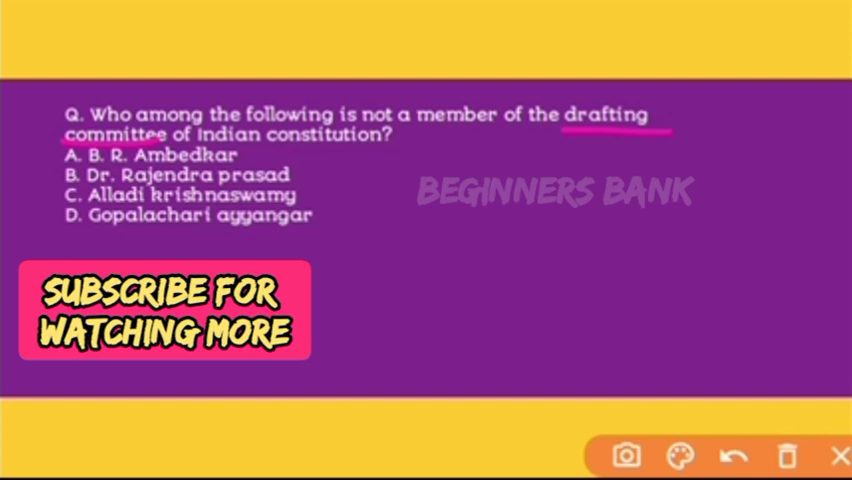 Q. Who among the following is not a member of the drafting
committee of Indian constitution?
A. B. R. Ambedkar
B. Dr. Rajendra prasad
C. Alladi krishnaswamy
D. Gopalachari ayyangar
BEGINNERS BANK
SUBSCRIBE FOR
WATCHING MORE